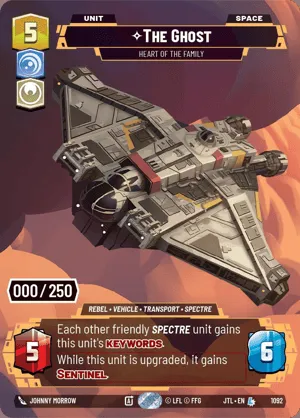 5
UNIT
SPACE
✧THE GHOST
HEART OF THE FAMILY
000/250
REBEL • VEHICLE • TRANSPORT • SPECTRE
5
Each other friendly SPECTRE unit gains
this unit's KEYWORDS.
While this unit is upgraded, it gains
SENTINEL.
6
JOHNNY MORROW
© LFL © FFG
JTL • EN
1092